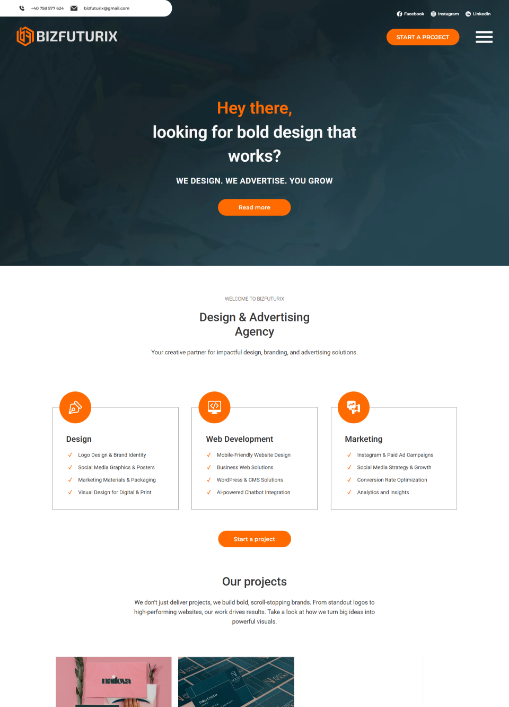 +40 758 577 624 bizfuturix@gmail.com
Facebook Instagram LinkedIn
BIZFUTURIX
START A PROJECT
Hey there,
looking for bold design that
works?
WE DESIGN. WE ADVERTISE. YOU GROW
Read more
WELCOME TO BIZFUTURIX
Design & Advertising
Agency
Your creative partner for impactful design, branding, and advertising solutions.
Design
Logo Design & Brand Identity
Social Media Graphics & Posters
Marketing Materials & Packaging
Visual Design for Digital & Print
Web Development
Mobile-Friendly Website Design
Business Web Solutions
WordPress & CMS Solutions
AI-powered Chatbot Integration
Marketing
Instagram & Paid Ad Campaigns
Social Media Strategy & Growth
Conversion Rate Optimization
Analytics and Insights
Start a project
Our projects
We don't just deliver projects, we build bold, scroll-stopping brands. From standout logos to
high-performing websites, our work drives results. Take a look at how we turn big ideas into
powerful visuals.